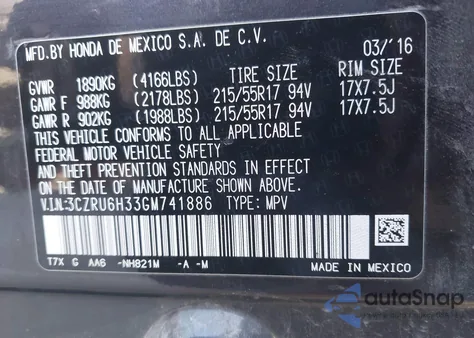 MFD.BY HONDA DE MEXICO S.A. DE C.V. 03/'16
GVWR 1890KG (4166LBS) TIRE SIZE RIM SIZE
GAWR F 988KG (2178LBS) 215/55R17 94V 17X7.5J
GAWR R 902KG (1988LBS) 215/55R17 94V 17X7.5J
THIS VEHICLE CONFORMS TO ALL APPLICABLE
FEDERAL MOTOR VEHICLE SAFETY
AND THEFT PREVENTION STANDARDS IN EFFECT
ON THE DATE OF MANUFACTURE SHOWN ABOVE.
V.I.N:3CZRU6H33GM741886 TYPE: MPV
T7X G AA6 -NH821M -A -M
MADE IN MEXICO
autoSnap